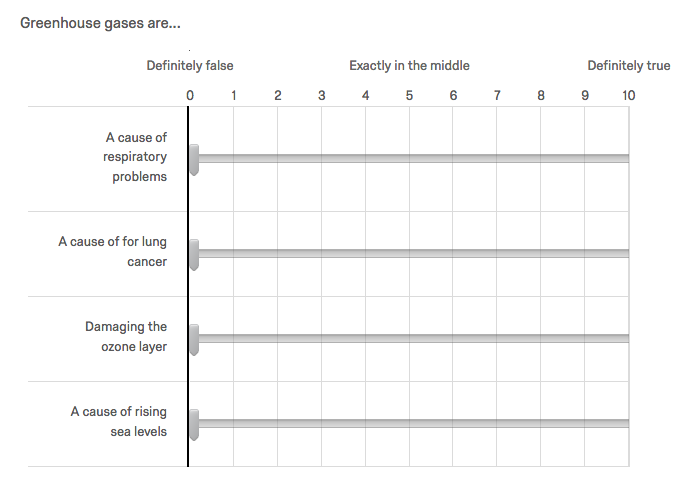 Greenhouse gases are...
Definitely false Exactly in the middle Definitely true
0 1 2 3 4 5 6 7 8 9 10
A cause of
respiratory
problems
A cause of for lung
cancer
Damaging the
ozone layer
A cause of rising
sea levels